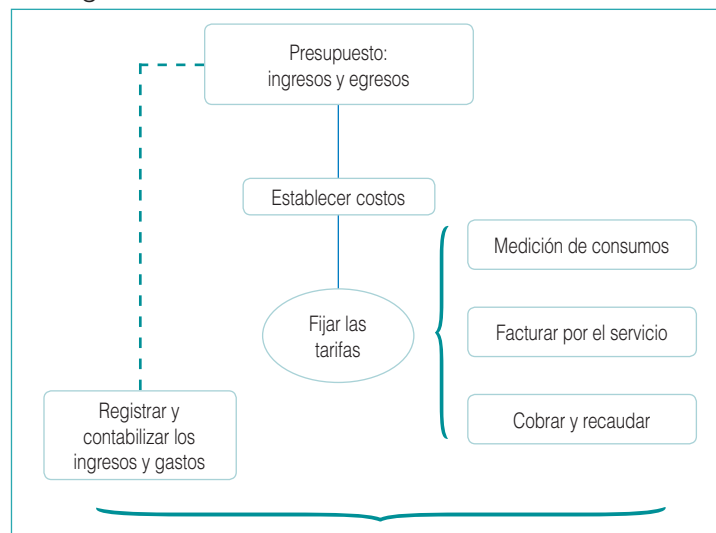 Presupuesto:
ingresos y egresos
Establecer costos
Medición de consumos
Fijar las
tarifas
Facturar por el servicio
Registrar y
contabilizar los
ingresos y gastos
Cobrar y recaudar